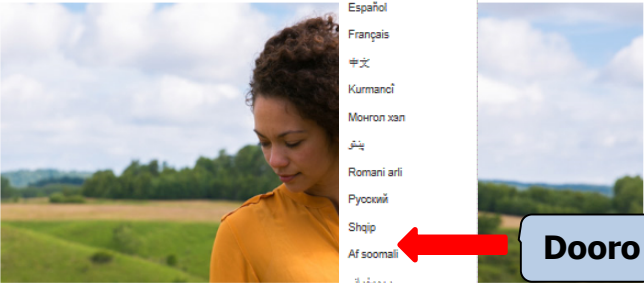 Español
Français
中文
Kurmancî
Монгол хэл
پښتو
Romani arli
Русский
Shqip
Af soomali
Dooro